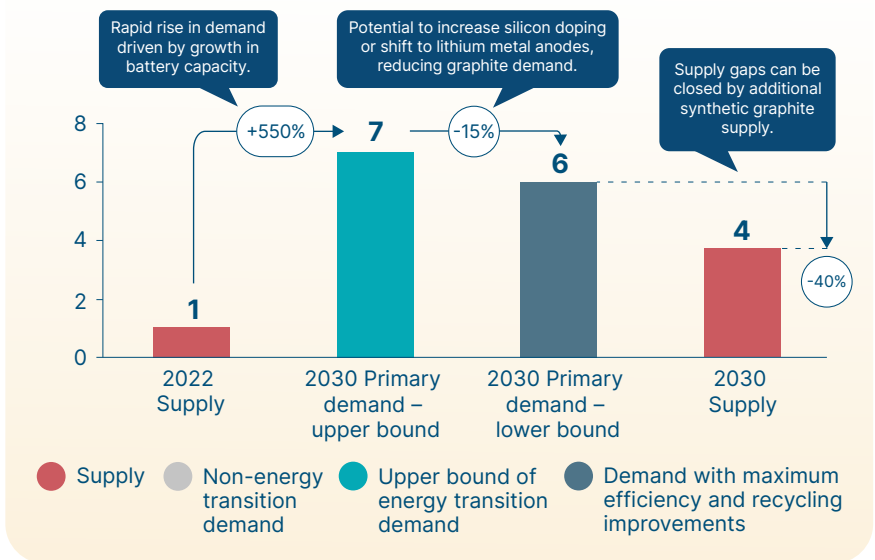 Rapid rise in demand
driven by growth in
battery capacity.
Potential to increase silicon doping
or shift to lithium metal anodes,
reducing graphite demand.
Supply gaps can be
closed by additional
synthetic graphite
supply.
+550%
-15%
-40%
8
6
4
2
0
1
7
6
4
2022
Supply
2030 Primary
demand –
upper bound
2030 Primary
demand –
lower bound
2030
Supply
Supply
Non-energy
transition
demand
Upper bound of
energy transition
demand
Demand with maximum
efficiency and recycling
improvements